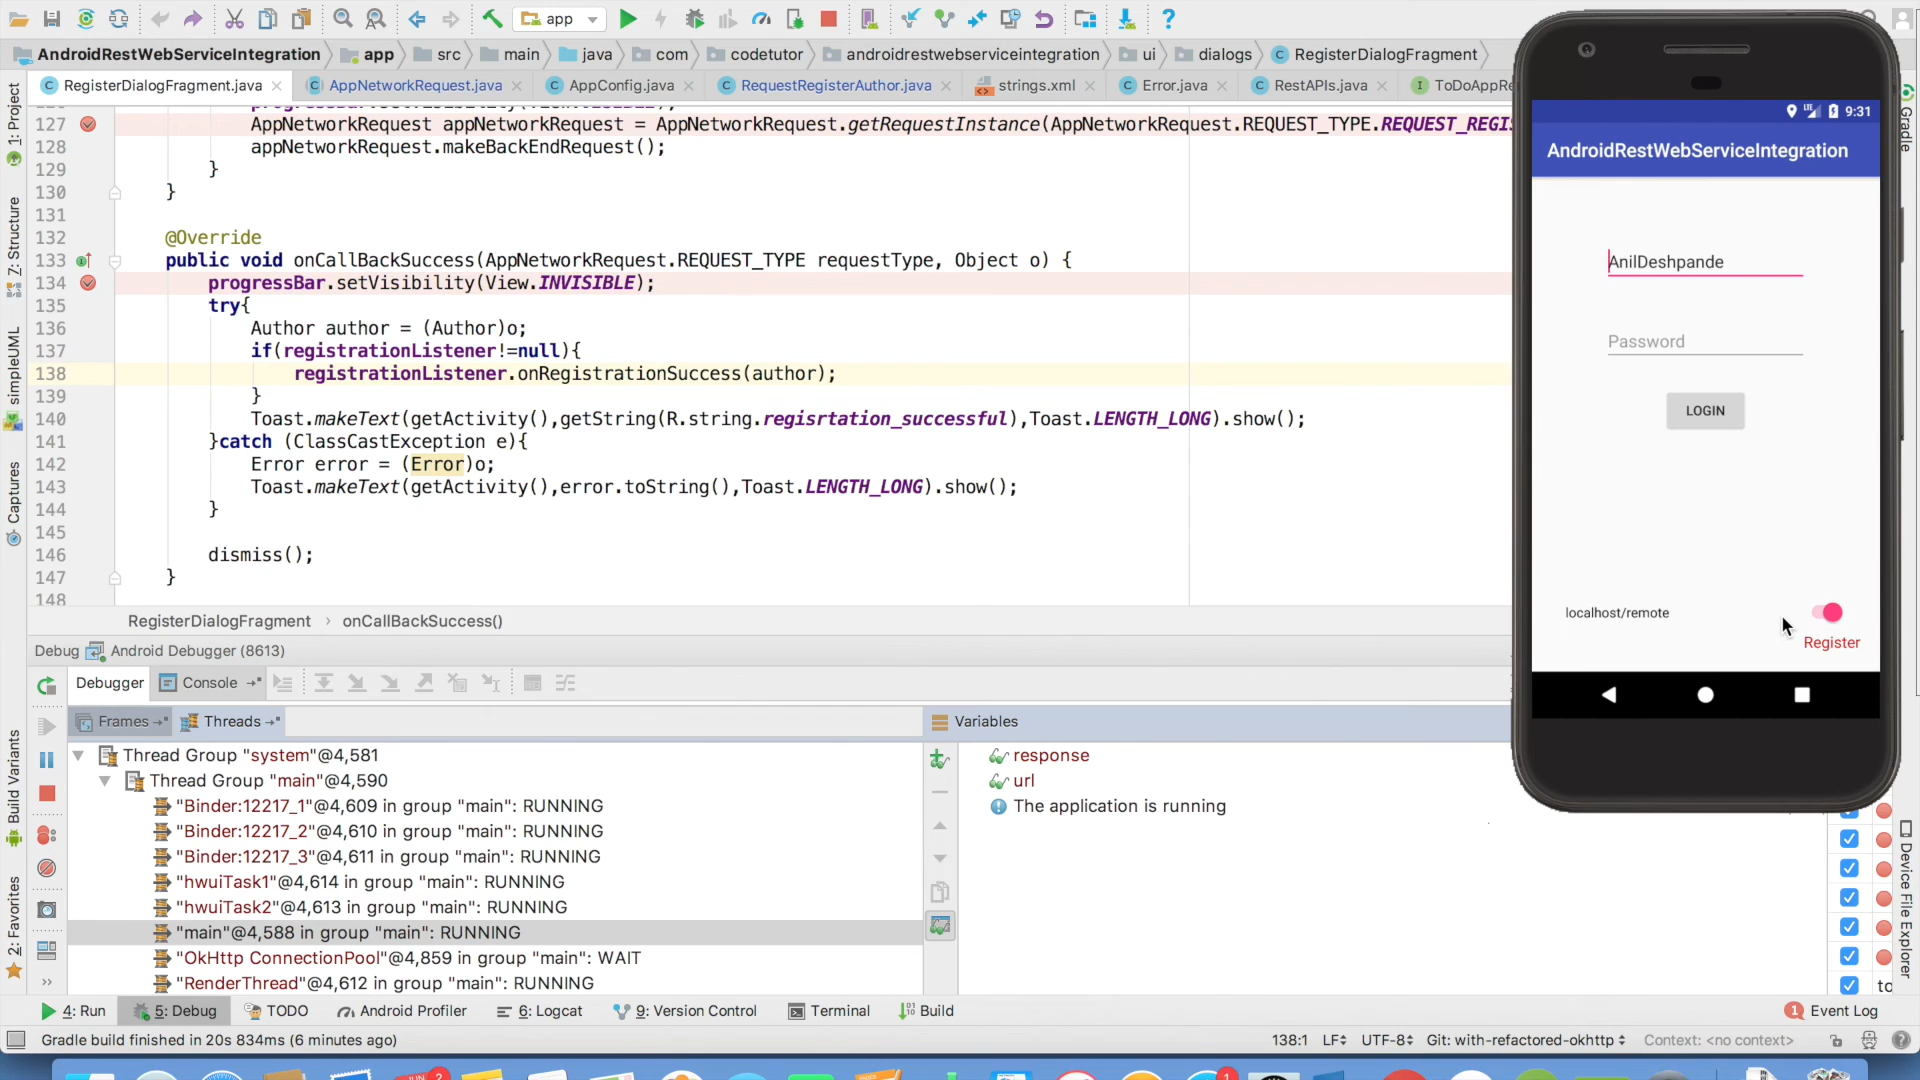 app
AndroidRestWebServiceIntegration app src main java com codetutor androidrestwebserviceintegration ui dialogs RegisterDialogFragment
RegisterDialogFragment.java AppNetworkRequest.java AppConfig.java RequestRegisterAuthor.java strings.xml Error.java RestAPIs.java ToDoAppRe
127 AppNetworkRequest appNetworkRequest = AppNetworkRequest.getRequestInstance(AppNetworkRequest.REQUEST_TYPE.REQUEST_REGIS
128 appNetworkRequest.makeBackEndRequest();
129 }
130 }
131
132 @Override
133 public void onCallBackSuccess(AppNetworkRequest.REQUEST_TYPE requestType, Object o) {
134 progressBar.setVisibility(View.INVISIBLE);
135 try{
136 Author author = (Author)o;
137 if(registrationListener!=null){
138 registrationListener.onRegistrationSuccess(author);
139 }
140 Toast.makeText(getActivity(),getString(R.string.regisrtation_successful),Toast.LENGTH_LONG).show();
141 }catch (ClassCastException e){
142 Error error = (Error)o;
143 Toast.makeText(getActivity(),error.toString(),Toast.LENGTH_LONG).show();
144 }
145
146 dismiss();
147 }
148
RegisterDialogFragment › onCallBackSuccess()
Debug Android Debugger (8613)
Debugger Console
Frames Threads
Variables
Thread Group "system"@4,581
Thread Group "main"@4,590
"Binder:12217_1"@4,609 in group "main": RUNNING
"Binder:12217_2"@4,610 in group "main": RUNNING
"Binder:12217_3"@4,611 in group "main": RUNNING
"hwuiTask1"@4,614 in group "main": RUNNING
"hwuiTask2"@4,613 in group "main": RUNNING
"main"@4,588 in group "main": RUNNING
"OkHttp ConnectionPool"@4,859 in group "main": WAIT
"RenderThread"@4,612 in group "main": RUNNING
response
url
The application is running
to
4: Run 5: Debug TODO Android Profiler 6: Logcat 9: Version Control Terminal Build 1 Event Log
Gradle build finished in 20s 834ms (6 minutes ago) 138:1 LF UTF-8 Git: with-refactored-okhttp Context: <no context>
1: Project
7: Structure
simpleUML
Captures
Build Variants
2: Favorites
Gradle
Device File Explorer
LTE 9:31
AndroidRestWebServiceIntegration
AnilDeshpande
Password
LOGIN
localhost/remote
Register